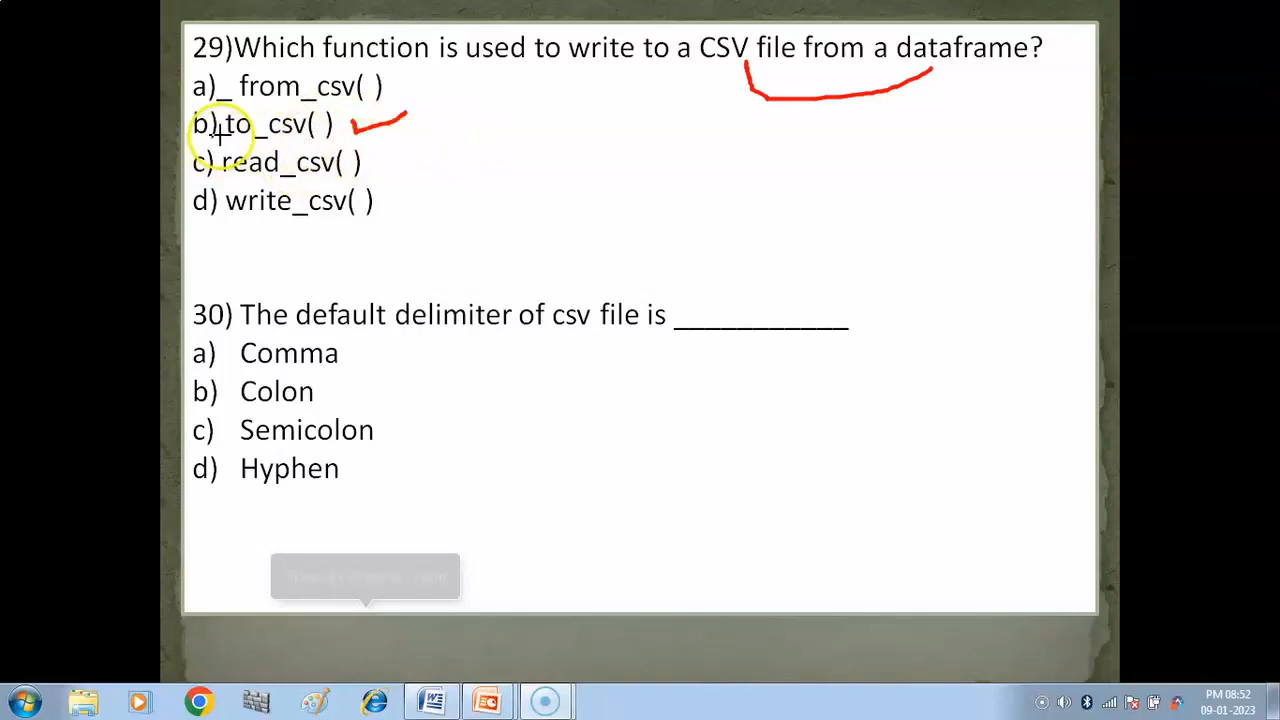 29)Which function is used to write to a CSV file from a dataframe?
a)_ from_csv( )
b) to_csv( )
c) read_csv( )
d) write_csv( )
30) The default delimiter of csv file is ___________
a) Comma
b) Colon
c) Semicolon
d) Hyphen
PM 08:52
09-01-2023